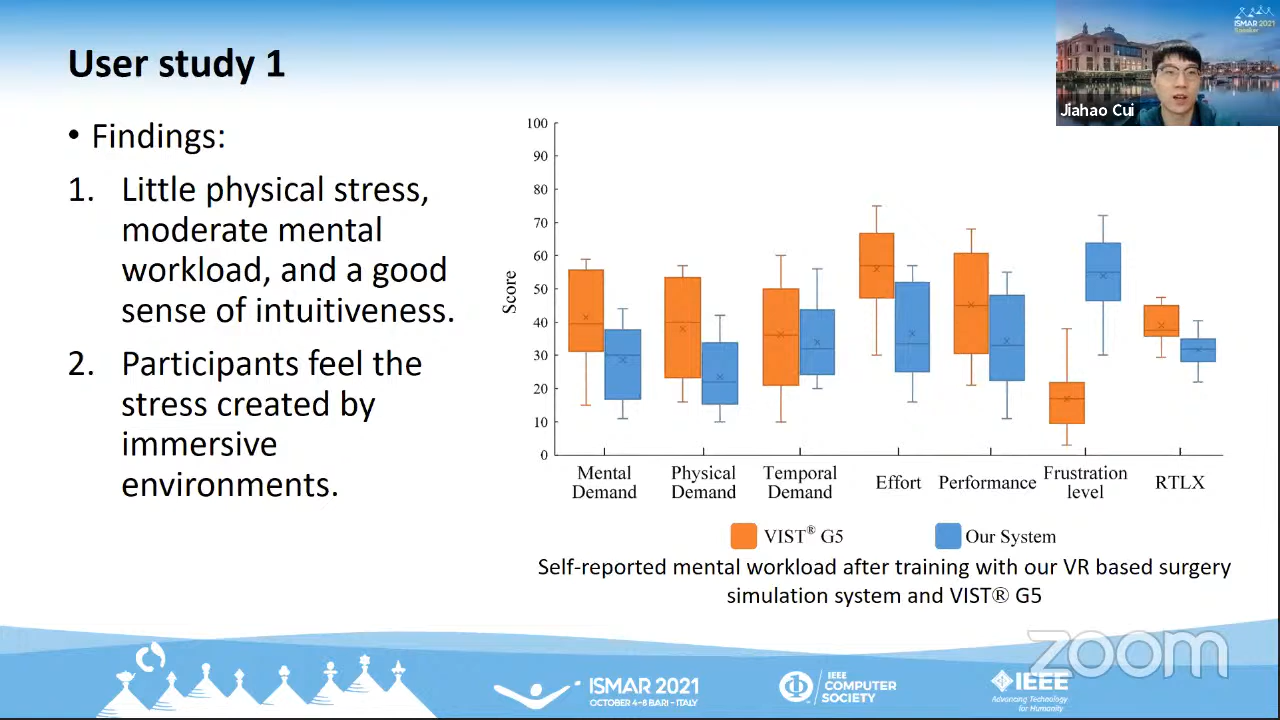 User study 1
• Findings:
1. Little physical stress,
moderate mental
workload, and a good
sense of intuitiveness.
2. Participants feel the
stress created by
immersive
environments.
ISMAR 2021
Speaker
Jiahao Cui
100
90
80
70
60
50
40
30
20
10
0
Score
Mental
Demand
Physical
Demand
Temporal
Demand
Effort
Performance
Frustration
level
RTLX
VIST® G5
Our System
Self-reported mental workload after training with our VR based surgery
simulation system and VIST® G5
zoom
ISMAR 2021
OCTOBER 4-8 BARI - ITALY
IEEE
COMPUTER
SOCIETY
IEEE
Advancing Technology
for Humanity